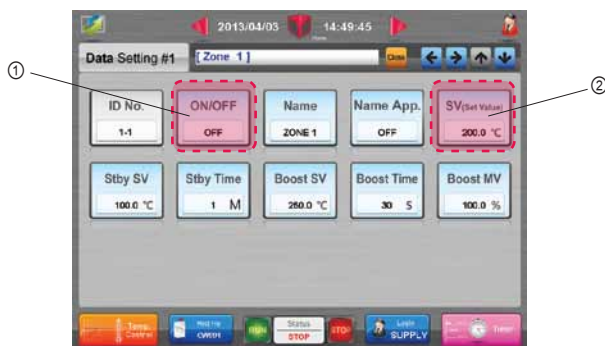 2013/04/03 14:49:45
Home
Data Setting #1 [ Zone 1 ] Close
① ②
ID No. ON/OFF Name Name App. SV(Set Value)
1-1 OFF ZONE 1 OFF 200.0 °C
Stby SV Stby Time Boost SV Boost Time Boost MV
100.0 °C 1 M 250.0 °C 30 S 100.0 %
Temp. Status Login Timer
Control RUN STOP STOP SUPPLY